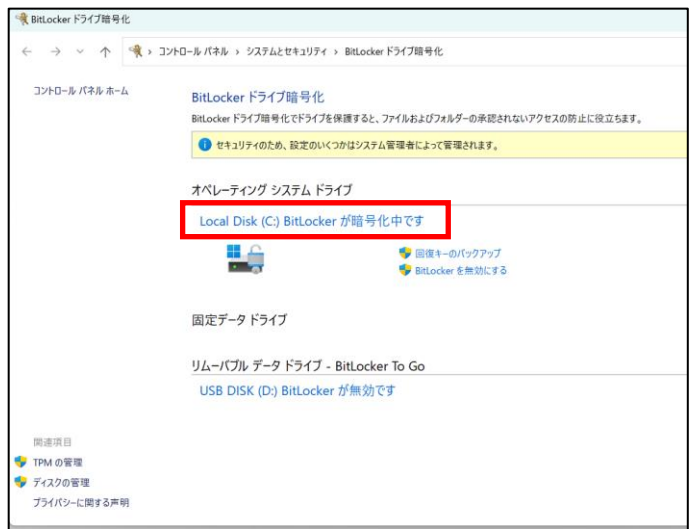 BitLocker ドライブ暗号化
コントロール パネル › システムとセキュリティ › BitLocker ドライブ暗号化
コントロール パネル ホーム
BitLocker ドライブ暗号化
BitLocker ドライブ暗号化でドライブを保護すると、ファイルおよびフォルダーの承認されないアクセスの防止に役立ちます。
セキュリティのため、設定のいくつかはシステム管理者によって管理されます。
オペレーティング システム ドライブ
Local Disk (C:) BitLocker が暗号化中です
回復キーのバックアップ
BitLocker を無効にする
固定データ ドライブ
リムーバブル データ ドライブ - BitLocker To Go
USB DISK (D:) BitLocker が無効です
関連項目
TPM の管理
ディスクの管理
プライバシーに関する声明